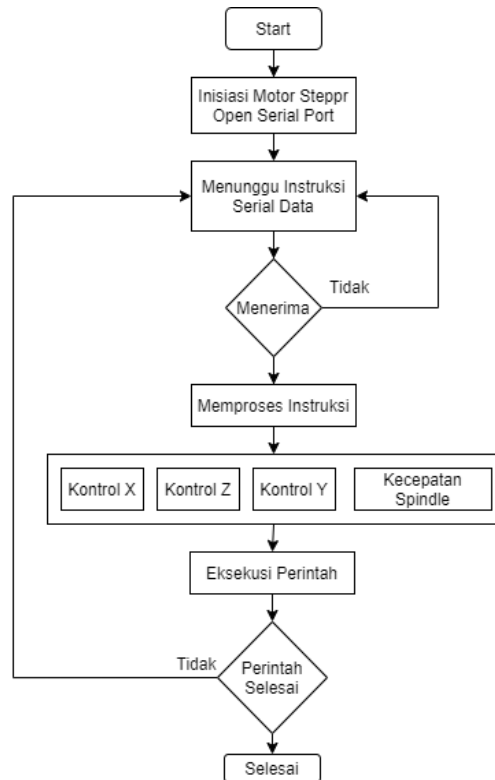 Start
Inisiasi Motor Steppr
Open Serial Port
Menunggu Instruksi
Serial Data
Tidak
Menerima
Memproses Instruksi
Kontrol X
Kontrol Z
Kontrol Y
Kecepatan
Spindle
Eksekusi Perintah
Tidak
Perintah
Selesai
Selesai